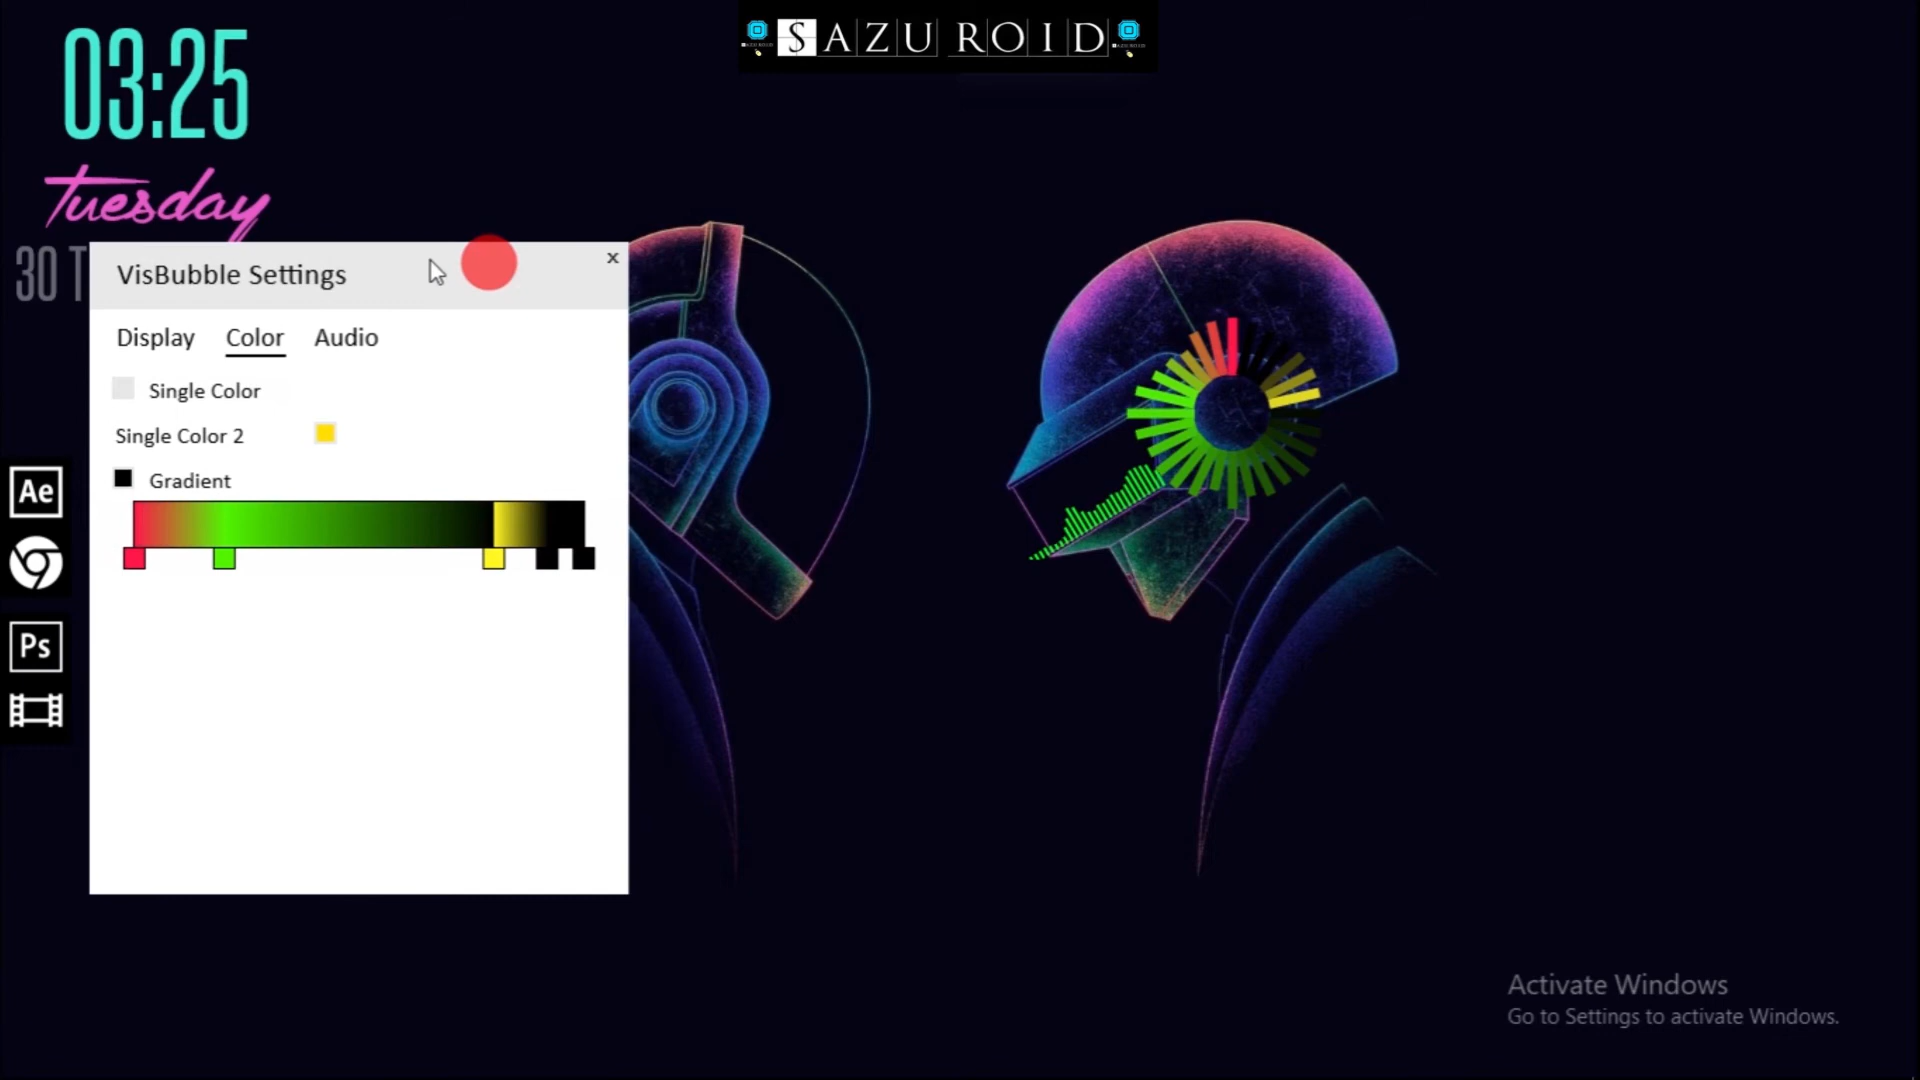 03:25
SAZU ROID
Tuesday
30 T
VisBubble Settings
x
Display Color Audio
Single Color
Single Color 2
Gradient
Ae
Ps
Activate Windows
Go to Settings to activate Windows.